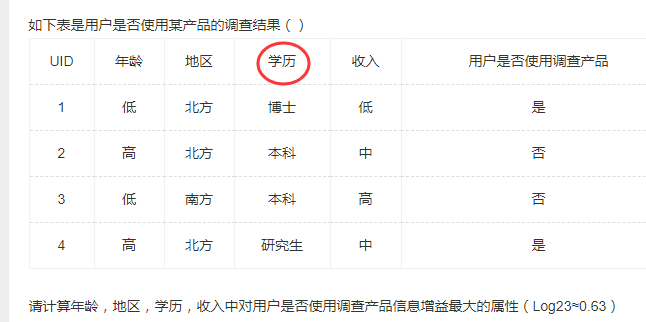 如下表是用户是否使用某产品的调查结果（ ）
UID 年龄 地区 学历 收入 用户是否使用调查产品
1 低 北方 博士 低 是
2 高 北方 本科 中 否
3 低 南方 本科 高 否
4 高 北方 研究生 中 是
请计算年龄，地区，学历，收入中对用户是否使用调查产品信息增益最大的属性（Log23≈0.63）